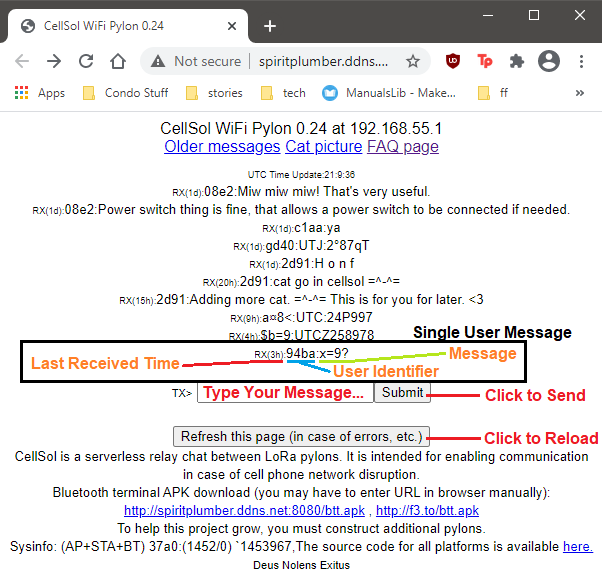 CellSol WiFi Pylon 0.24
Not secure
spiritplumber.ddns....
Apps
Condo Stuff
stories
tech
ManualsLib - Make...
ff
CellSol WiFi Pylon 0.24 at 192.168.55.1
Older messages Cat picture FAQ page
UTC Time Update:21:9:36
RX(1d):08e2:Miw miw miw! That's very useful.
RX(1d):08e2:Power switch thing is fine, that allows a power switch to be connected if needed.
RX(1d):c1aa:ya
RX(1d):gd40:UTJ:2°87qT
RX(1d):2d91:H o n f
RX(20h):2d91:cat go in cellsol =^-^=
RX(15h):2d91:Adding more cat. =^-^= This is for you for later. <3
RX(9h):a¤8<:UTC:24P997
RX(4h):$b=9:UTCZ258978
Single User Message
RX(3h):94ba:x=9?
Last Received Time
Message
User Identifier
TX> Type Your Message... Submit
Click to Send
Refresh this page (in case of errors, etc.)
Click to Reload
CellSol is a serverless relay chat between LoRa pylons. It is intended for enabling communication
in case of cell phone network disruption.
Bluetooth terminal APK download (you may have to enter URL in browser manually):
http://spiritplumber.ddns.net:8080/btt.apk , http://f3.to/btt.apk
To help this project grow, you must construct additional pylons.
Sysinfo: (AP+STA+BT) 37a0:(1452/0) `1453967,The source code for all platforms is available here.
Deus Nolens Exitus